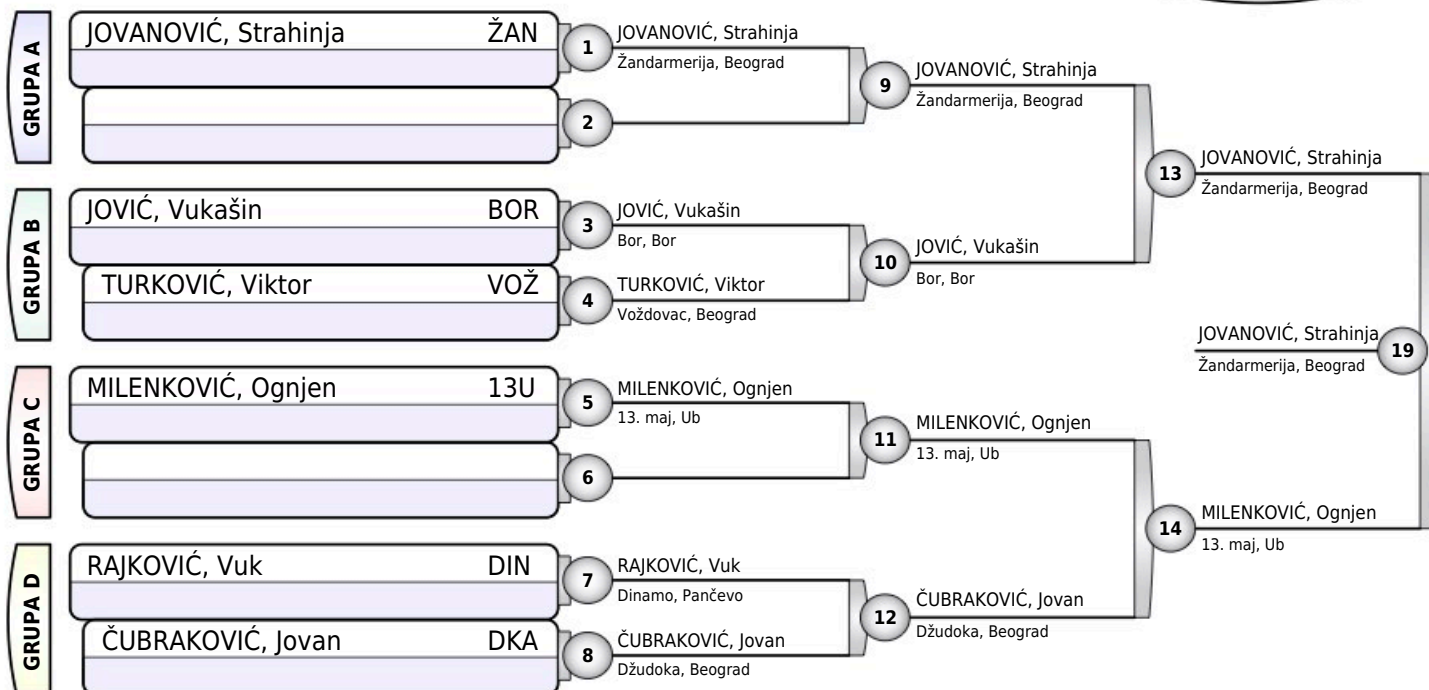 GRUPA A
JOVANOVIĆ, Strahinja ŽAN
1
JOVANOVIĆ, Strahinja
Žandarmerija, Beograd
2
9
JOVANOVIĆ, Strahinja
Žandarmerija, Beograd
GRUPA B
JOVIĆ, Vukašin BOR
3
JOVIĆ, Vukašin
Bor, Bor
TURKOVIĆ, Viktor VOŽ
4
TURKOVIĆ, Viktor
Voždovac, Beograd
10
JOVIĆ, Vukašin
Bor, Bor
13
JOVANOVIĆ, Strahinja
Žandarmerija, Beograd
JOVANOVIĆ, Strahinja
Žandarmerija, Beograd
19
GRUPA C
MILENKOVIĆ, Ognjen 13U
5
MILENKOVIĆ, Ognjen
13. maj, Ub
6
11
MILENKOVIĆ, Ognjen
13. maj, Ub
GRUPA D
RAJKOVIĆ, Vuk DIN
7
RAJKOVIĆ, Vuk
Dinamo, Pančevo
ČUBRAKOVIĆ, Jovan DKA
8
ČUBRAKOVIĆ, Jovan
Džudoka, Beograd
12
ČUBRAKOVIĆ, Jovan
Džudoka, Beograd
14
MILENKOVIĆ, Ognjen
13. maj, Ub